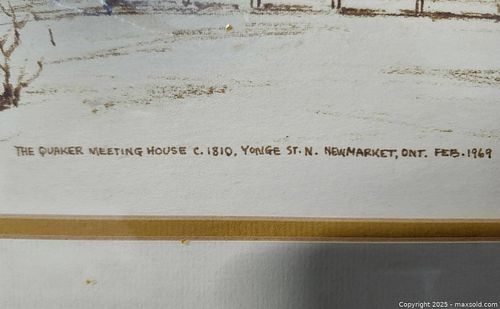 THE QUAKER MEETING HOUSE C. 1810, YONGE ST. N. NEWMARKET, ONT. FEB. 1969
Copyright © 2025 - maxsold.com